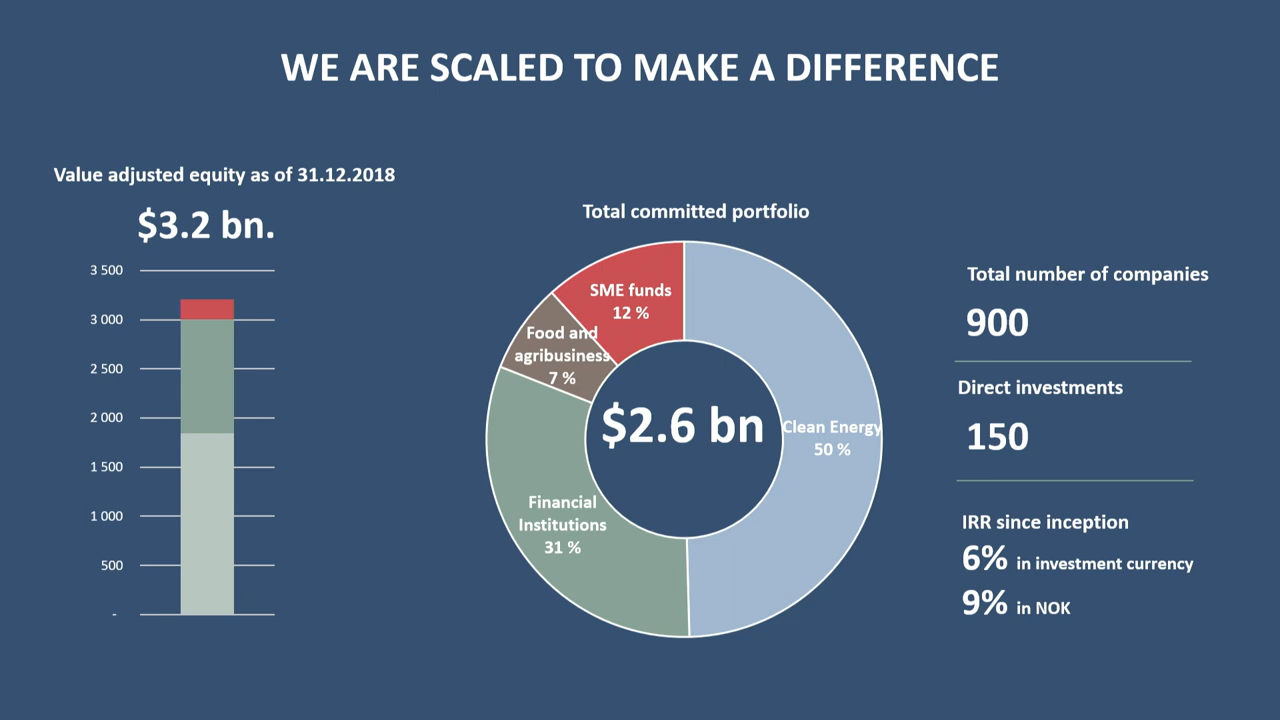 WE ARE SCALED TO MAKE A DIFFERENCE
Value adjusted equity as of 31.12.2018
$3.2 bn.
3 500
3 000
2 500
2 000
1 500
1 000
500
-
Total committed portfolio
SME funds
12 %
Food and
agribusiness
7 %
Clean Energy
50 %
$2.6 bn
Financial
Institutions
31 %
Total number of companies
900
Direct investments
150
IRR since inception
6% in investment currency
9% in NOK